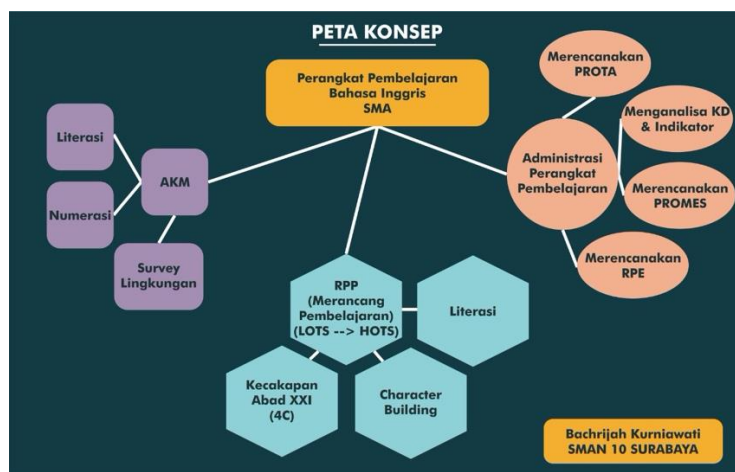 PETA KONSEP
Perangkat Pembelajaran
Bahasa Inggris
SMA
Literasi
Numerasi
AKM
Survey
Lingkungan
RPP
(Merancang
Pembelajaran)
(LOTS --> HOTS)
Literasi
Kecakapan
Abad XXI
(4C)
Character
Building
Administrasi
Perangkat
Pembelajaran
Merencanakan
PROTA
Menganalisa KD
& Indikator
Merencanakan
PROMES
Merencanakan
RPE
Bachrijah Kurniawati
SMAN 10 SURABAYA